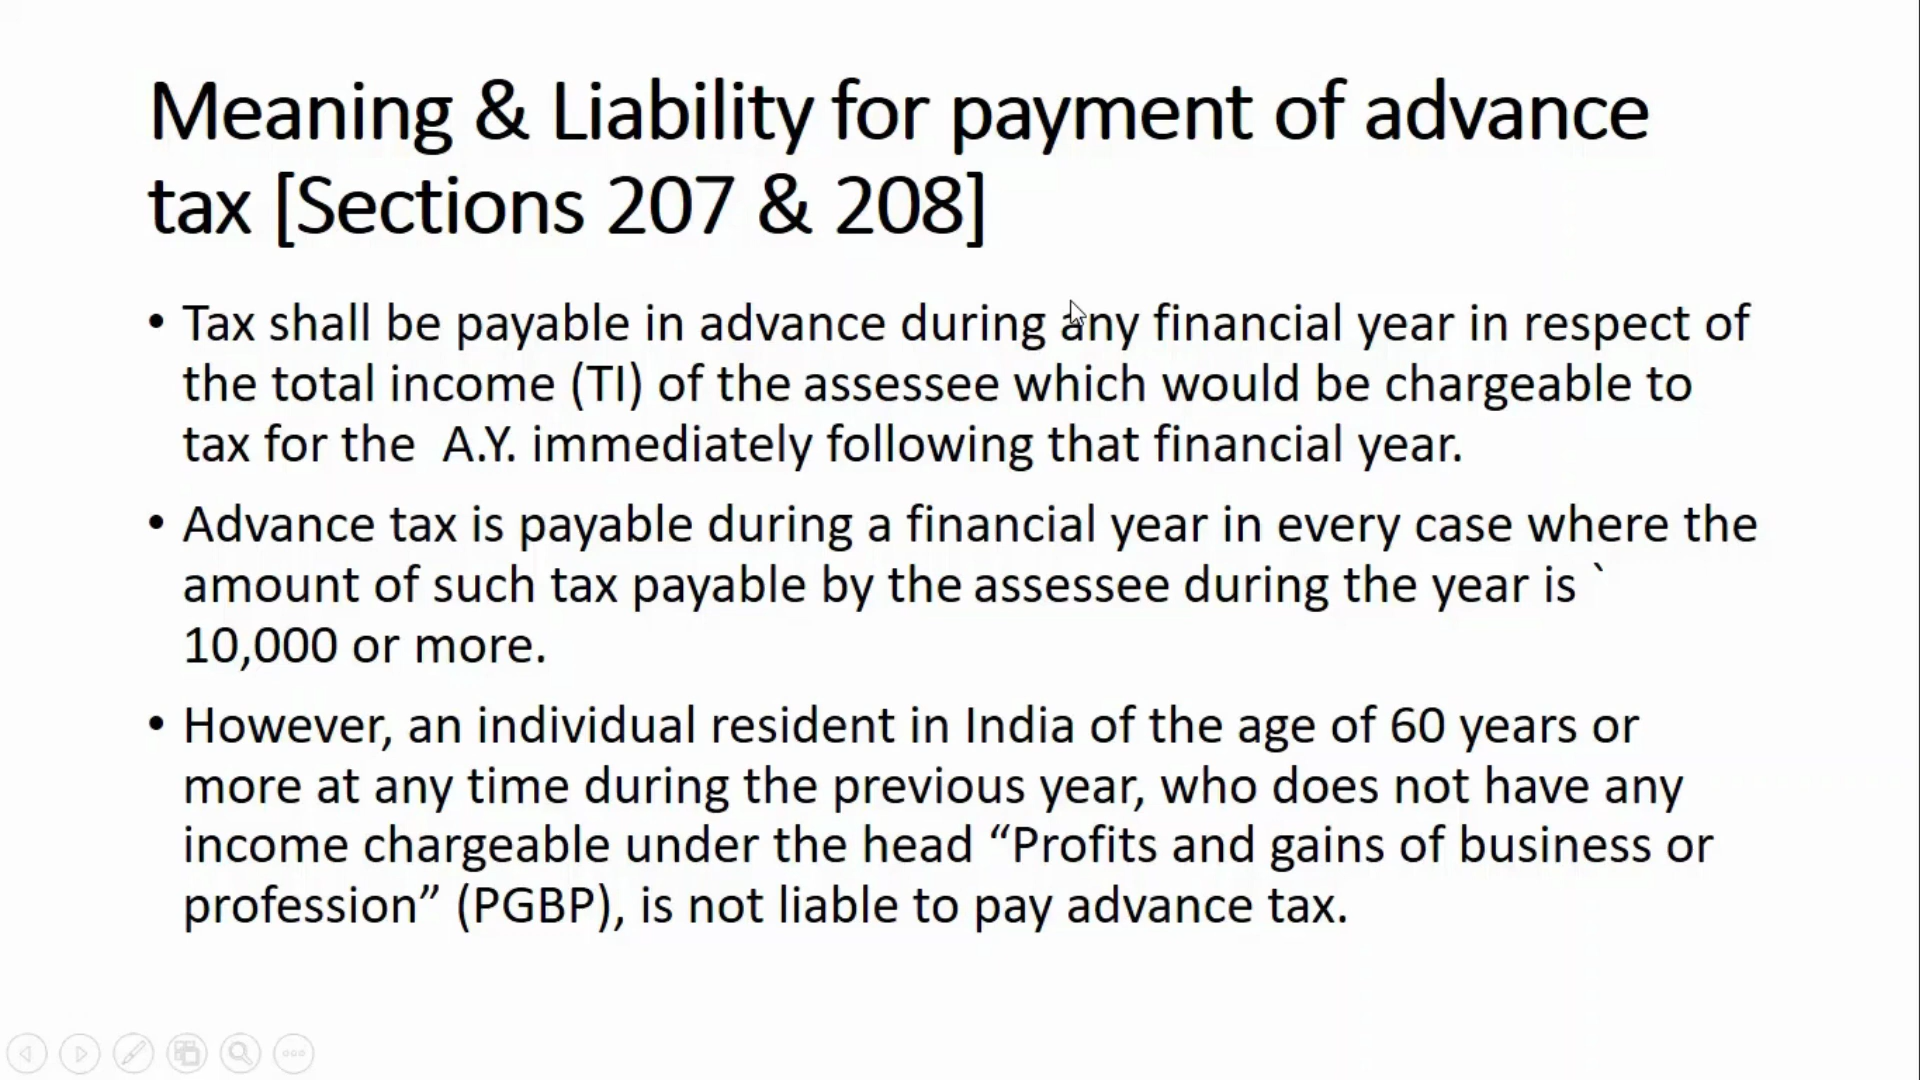 Meaning & Liability for payment of advance
tax [Sections 207 & 208]
• Tax shall be payable in advance during any financial year in respect of
the total income (TI) of the assessee which would be chargeable to
tax for the  A.Y. immediately following that financial year.
• Advance tax is payable during a financial year in every case where the
amount of such tax payable by the assessee during the year is `
10,000 or more.
• However, an individual resident in India of the age of 60 years or
more at any time during the previous year, who does not have any
income chargeable under the head “Profits and gains of business or
profession” (PGBP), is not liable to pay advance tax.